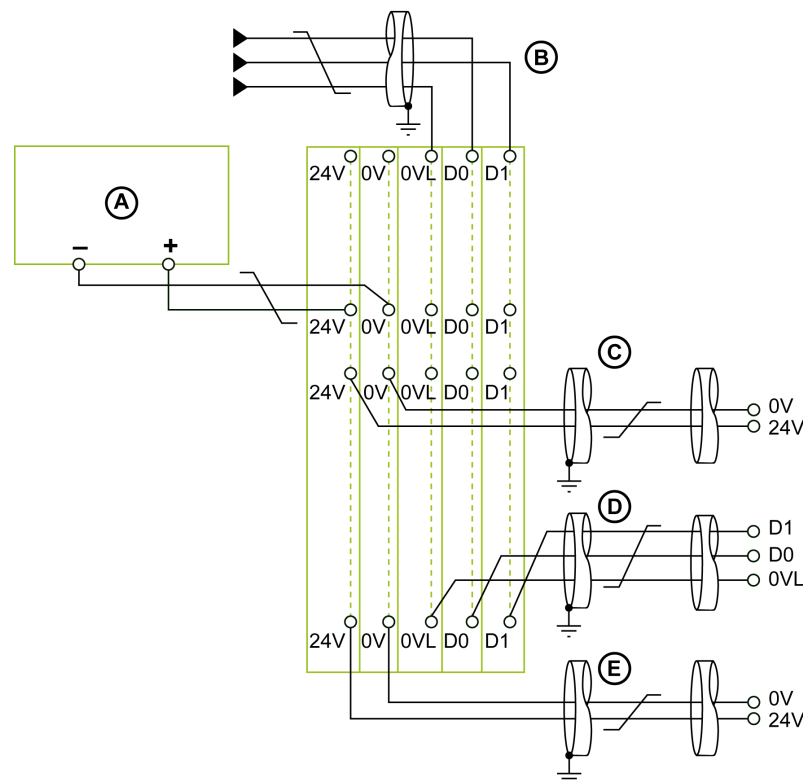 B
24V 0V 0VL D0 D1
A
– +
24V 0V 0VL D0 D1
C
24V 0V 0VL D0 D1
0V
24V
D
D1
D0
0VL
24V 0V 0VL D0 D1
E
0V
24V